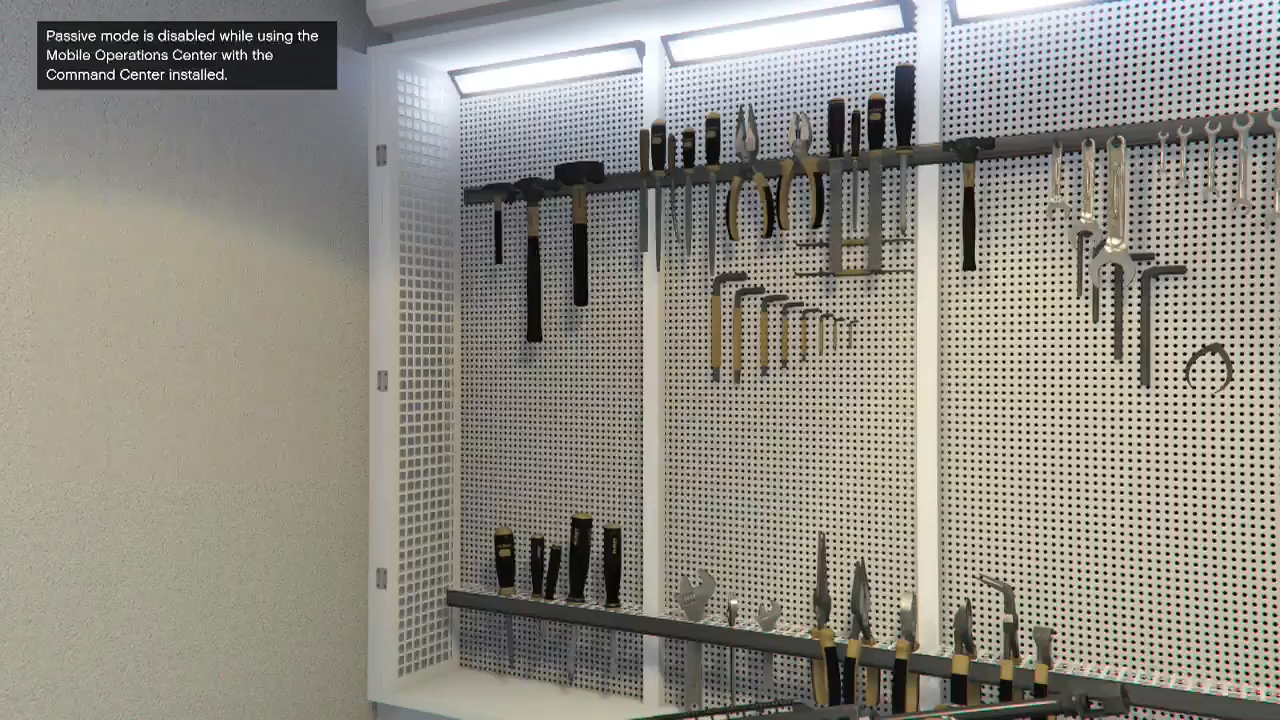 Passive mode is disabled while using the
Mobile Operations Center with the
Command Center installed.